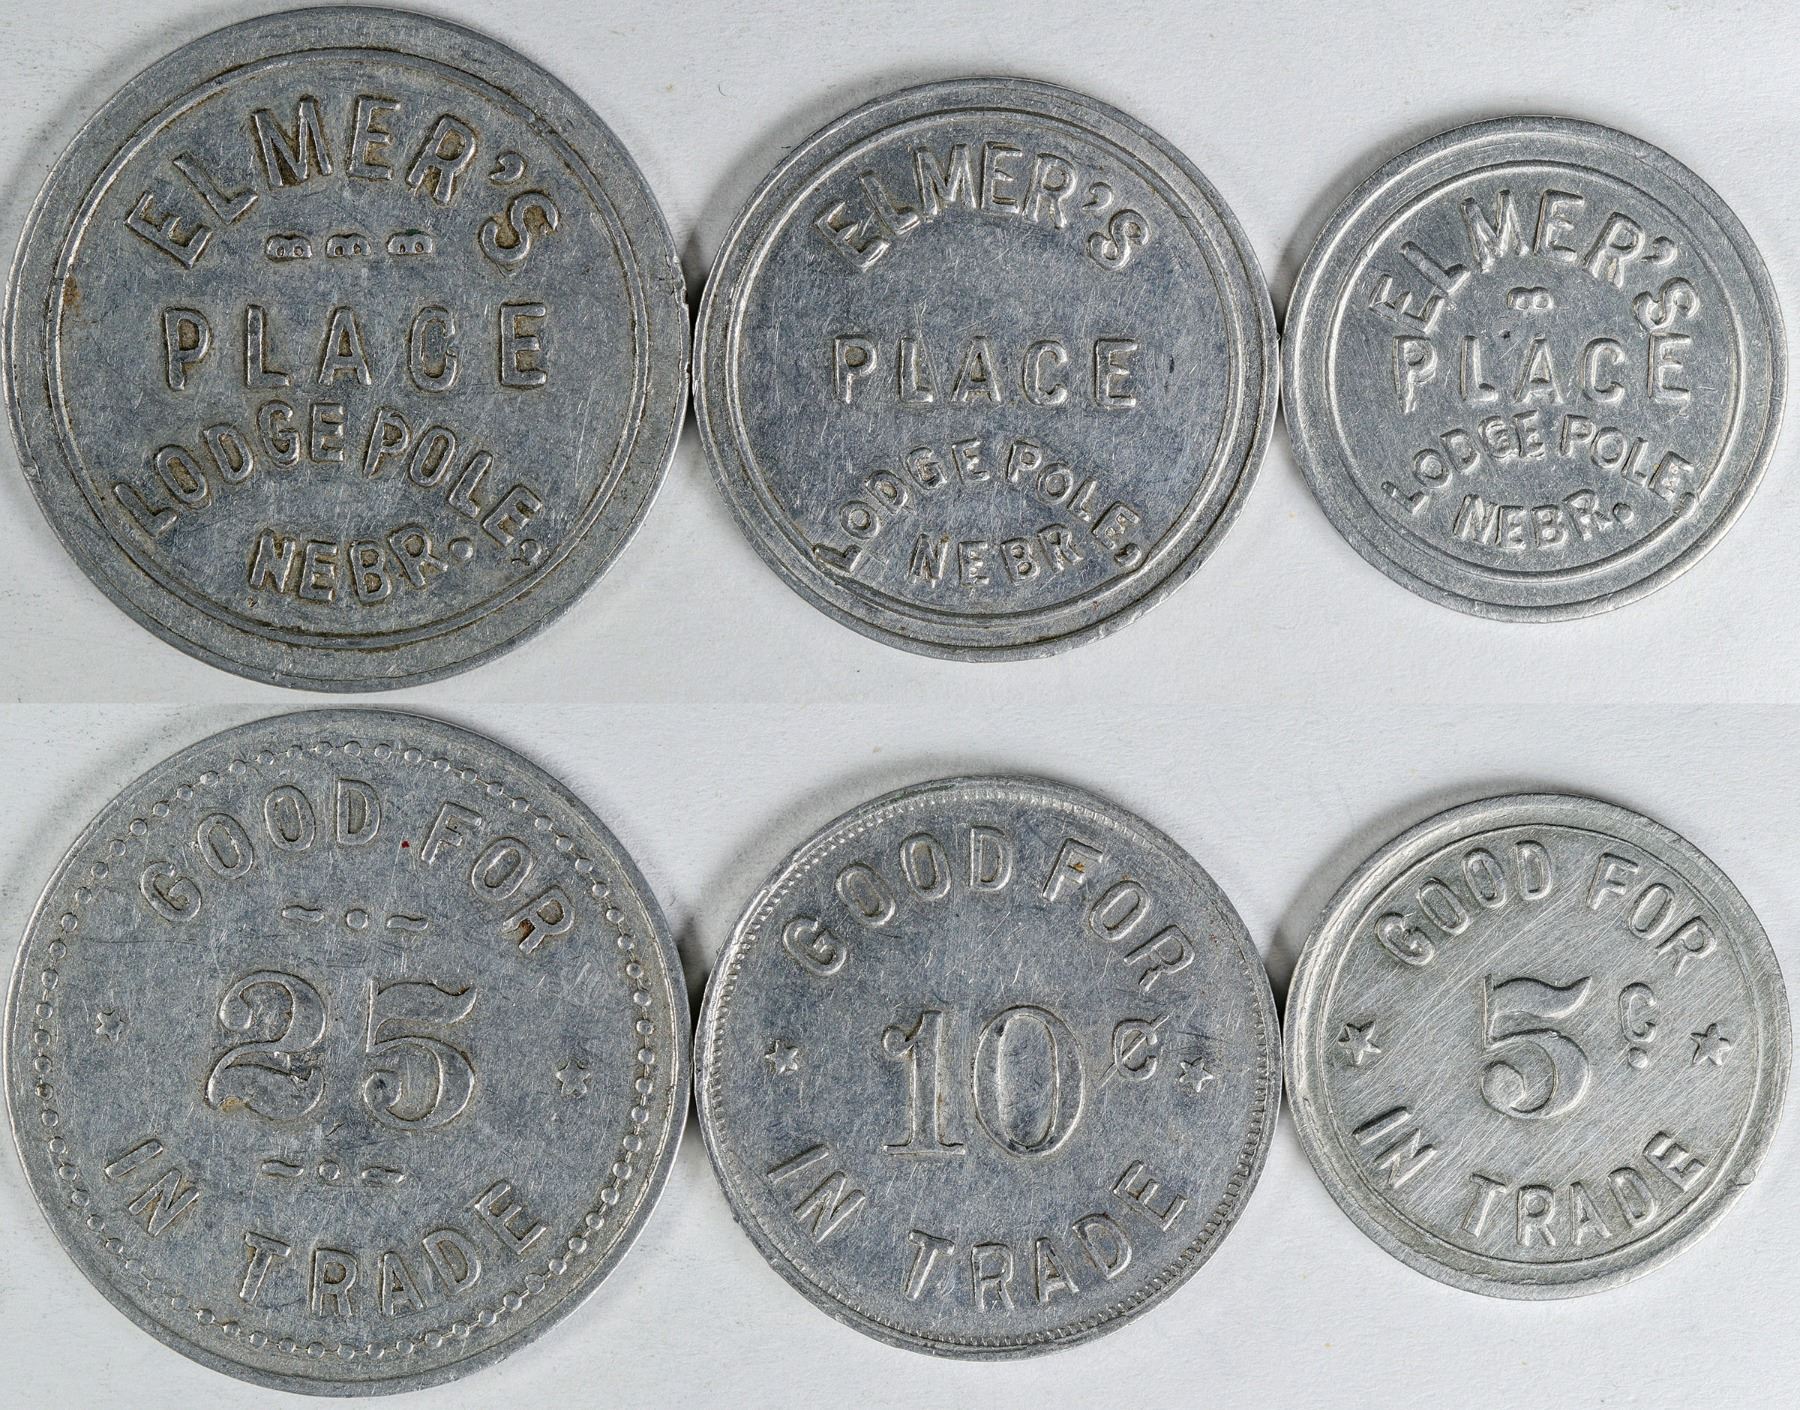 ELMER'S
PLACE
LODGE POLE,
NEBR.
ELMER'S
PLACE
LODGE POLE,
NEBR
ELMER'S
PLACE
LODGE POLE,
NEBR.
GOOD FOR
25
IN TRADE
GOOD FOR
10¢
IN TRADE
GOOD FOR
5C.
IN TRADE